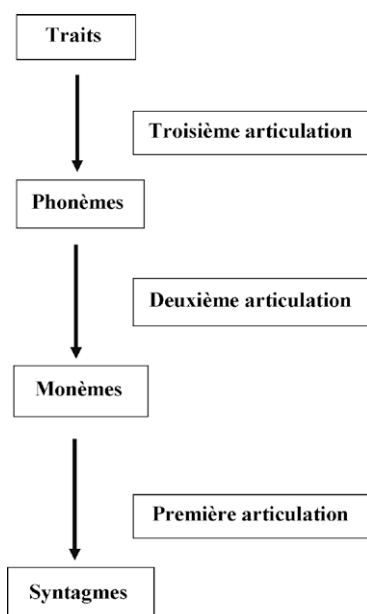 Traits
Troisième articulation
Phonèmes
Deuxième articulation
Monèmes
Première articulation
Syntagmes